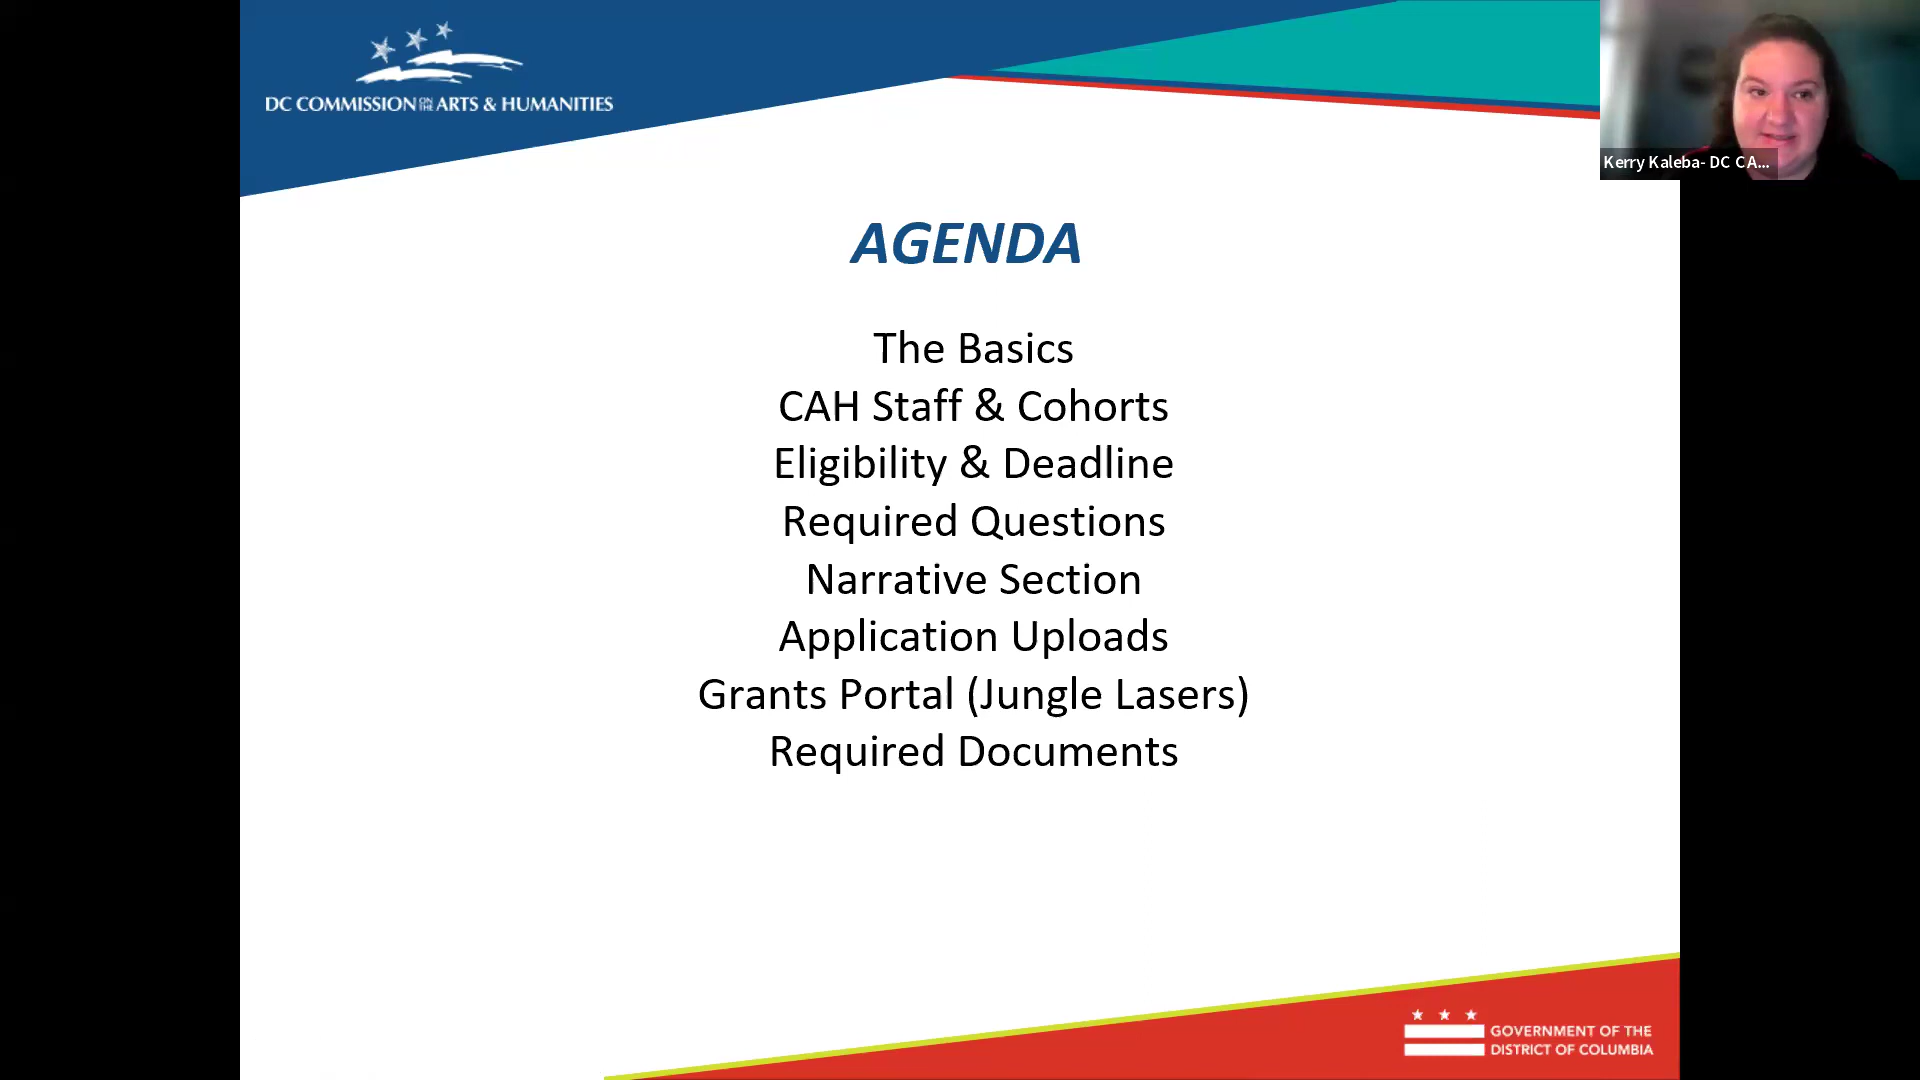 DC COMMISSION ON THE ARTS & HUMANITIES
Kerry Kaleba- DC CA...
AGENDA
The Basics
CAH Staff & Cohorts
Eligibility & Deadline
Required Questions
Narrative Section
Application Uploads
Grants Portal (Jungle Lasers)
Required Documents
GOVERNMENT OF THE
DISTRICT OF COLUMBIA